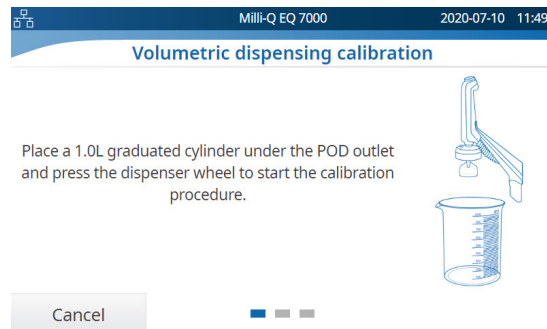 Milli-Q EQ 7000 2020-07-10 11:49
Volumetric dispensing calibration
Place a 1.0L graduated cylinder under the POD outlet
and press the dispenser wheel to start the calibration
procedure.
Cancel